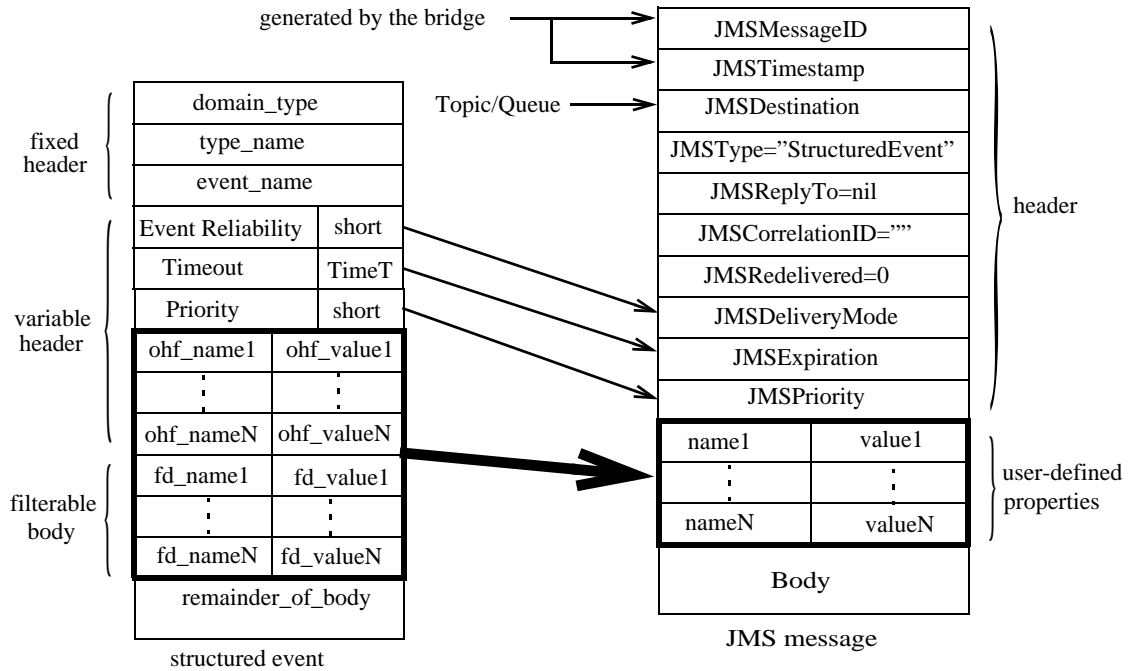 generated by the bridge
Topic/Queue
fixed
header
variable
header
filterable
body
domain_type
type_name
event_name
Event Reliability short
Timeout TimeT
Priority short
ohf_name1 ohf_value1
ohf_nameN ohf_valueN
fd_name1 fd_value1
fd_nameN fd_valueN
remainder_of_body
structured event
JMSMessageID
JMSTimestamp
JMSDestination
JMSType=”StructuredEvent”
JMSReplyTo=nil
JMSCorrelationID=””
JMSRedelivered=0
JMSDeliveryMode
JMSExpiration
JMSPriority
name1 value1
nameN valueN
Body
JMS message
header
user-defined
properties